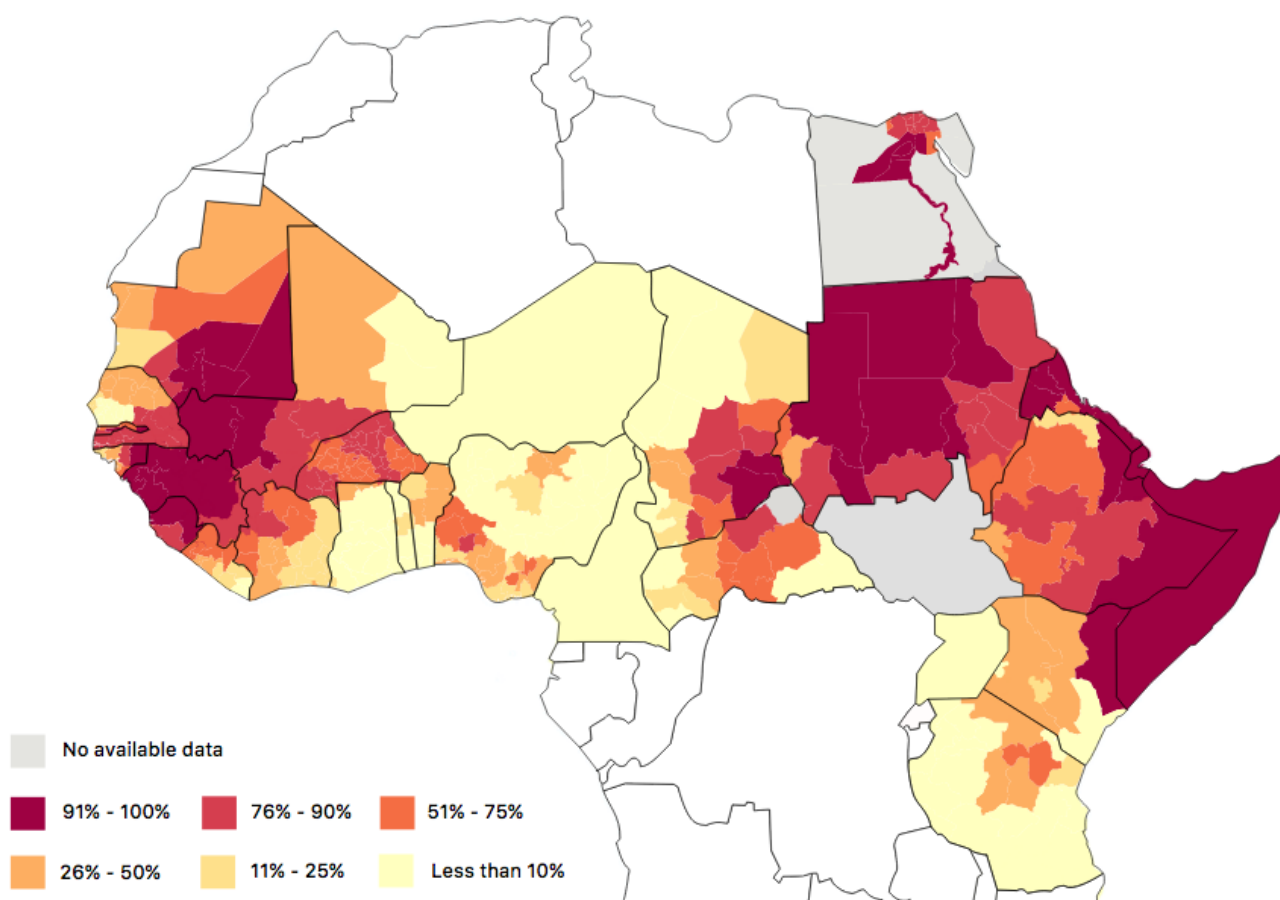 No available data
91% - 100%
76% - 90%
51% - 75%
26% - 50%
11% - 25%
Less than 10%